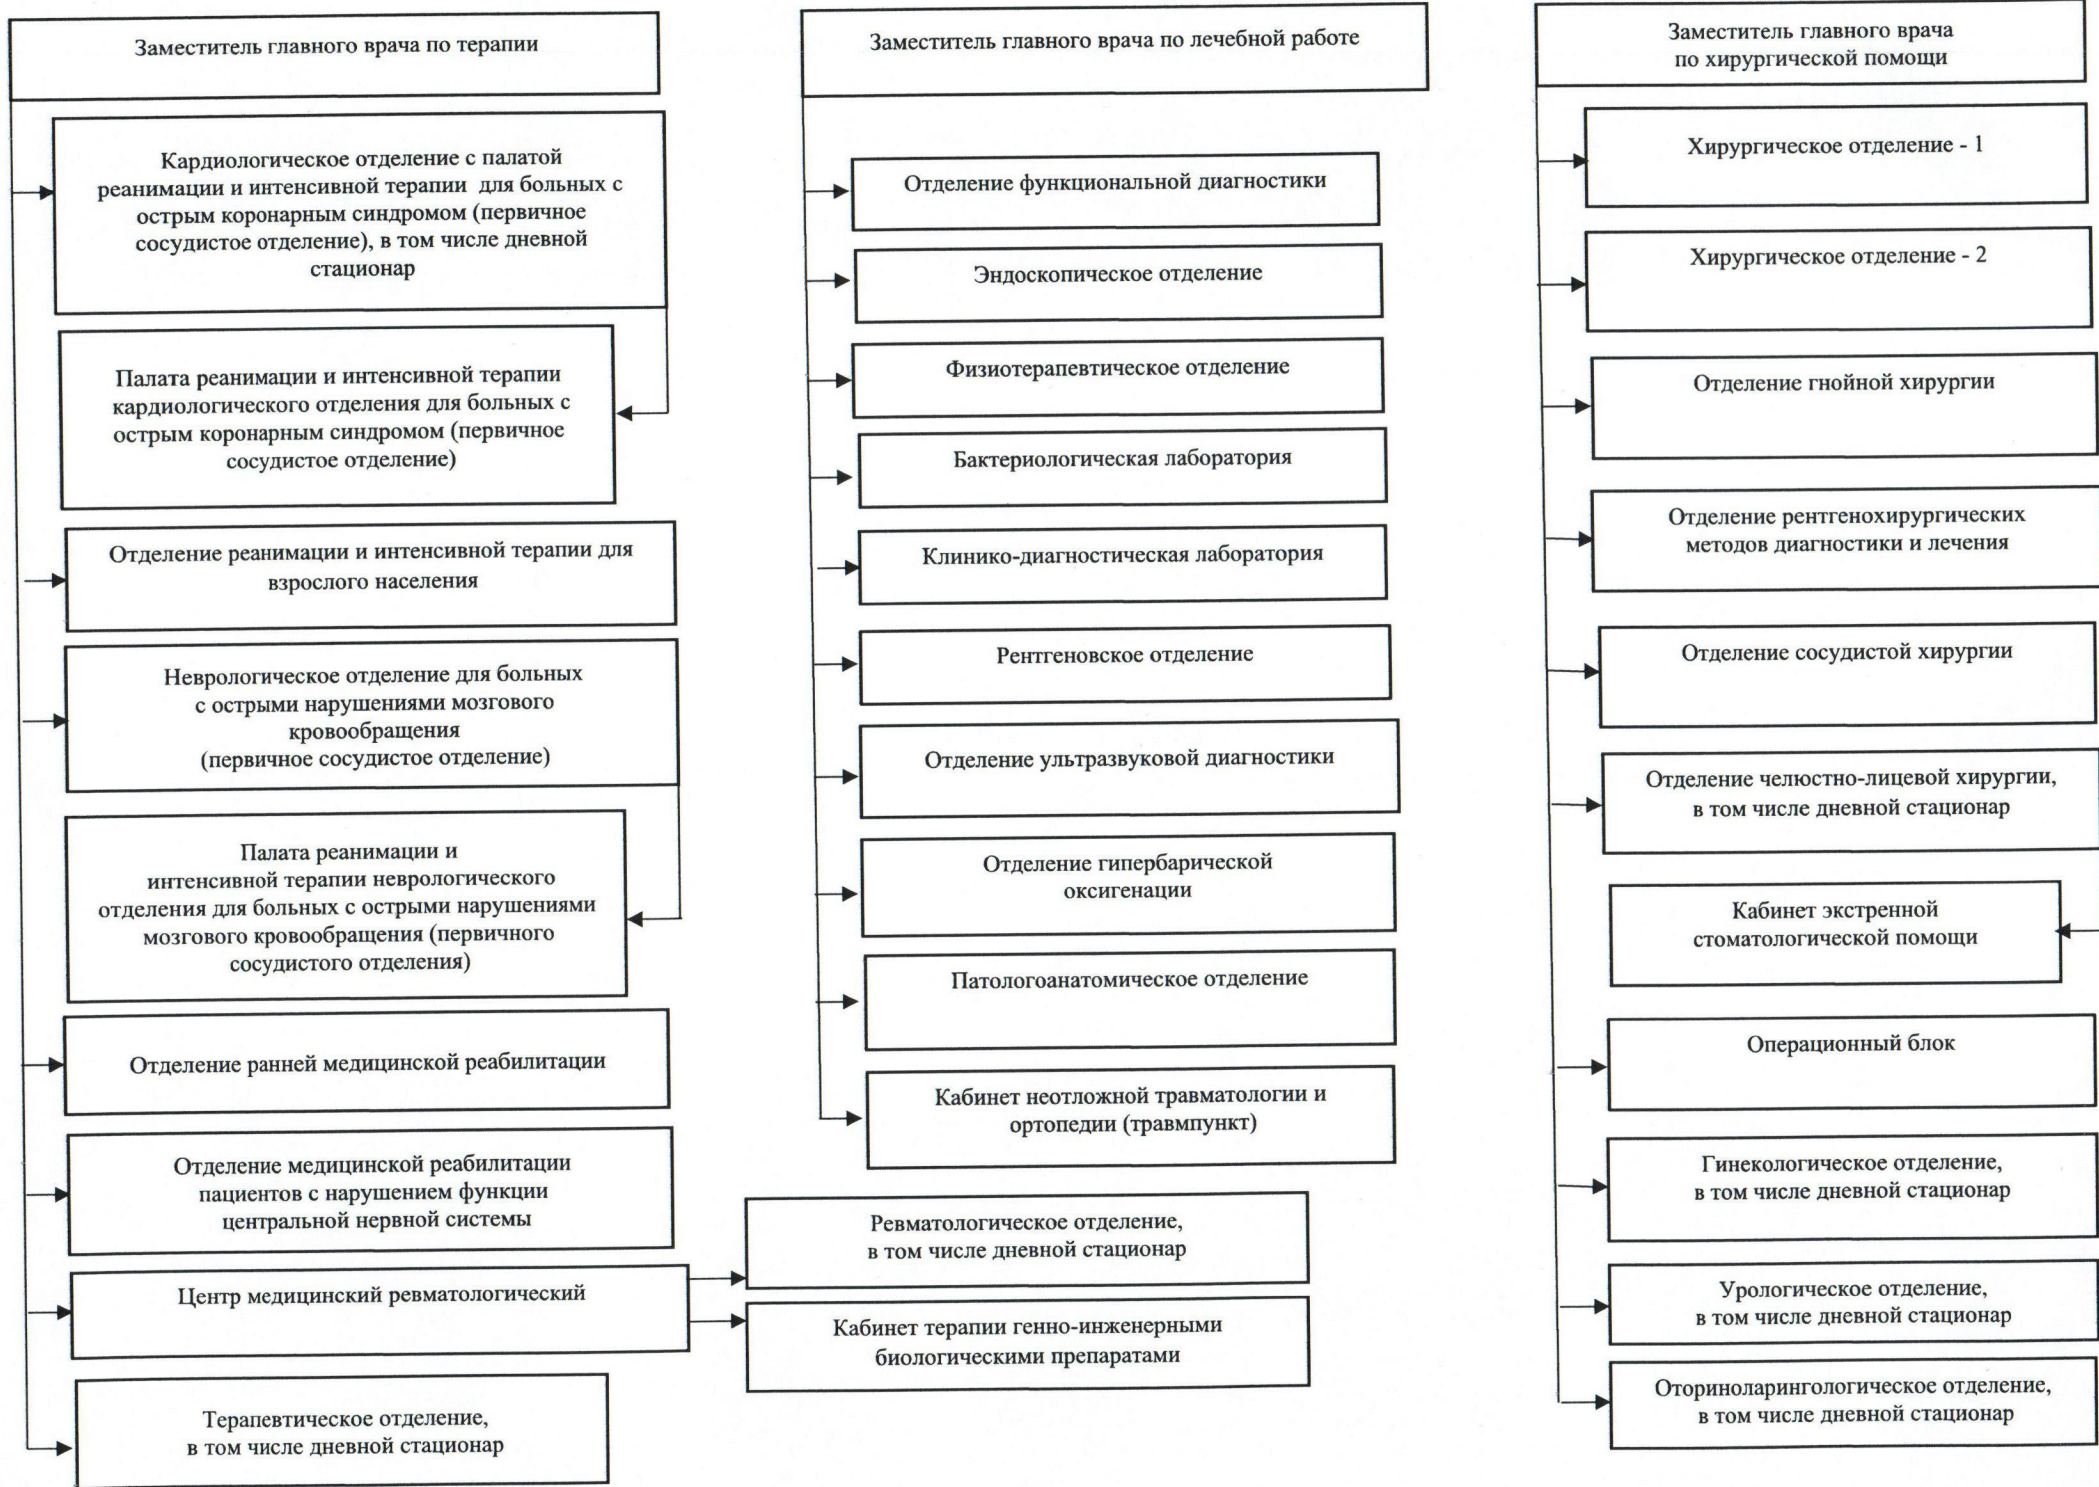 Заместитель главного врача по терапии
Кардиологическое отделение с палатой
реанимации и интенсивной терапии для больных с
острым коронарным синдромом (первичное
сосудистое отделение), в том числе дневной
стационар
Палата реанимации и интенсивной терапии
кардиологического отделения для больных с
острым коронарным синдромом (первичное
сосудистое отделение)
Отделение реанимации и интенсивной терапии для
взрослого населения
Неврологическое отделение для больных
с острыми нарушениями мозгового
кровообращения
(первичное сосудистое отделение)
Палата реанимации и
интенсивной терапии неврологического
отделения для больных с острыми нарушениями
мозгового кровообращения (первичного
сосудистого отделения)
Отделение ранней медицинской реабилитации
Отделение медицинской реабилитации
пациентов с нарушением функции
центральной нервной системы
Центр медицинский ревматологический
Ревматологическое отделение,
в том числе дневной стационар
Кабинет терапии генно-инженерными
биологическими препаратами
Терапевтическое отделение,
в том числе дневной стационар
Заместитель главного врача по лечебной работе
Отделение функциональной диагностики
Эндоскопическое отделение
Физиотерапевтическое отделение
Бактериологическая лаборатория
Клинико-диагностическая лаборатория
Рентгеновское отделение
Отделение ультразвуковой диагностики
Отделение гипербарической
оксигенации
Патологоанатомическое отделение
Кабинет неотложной травматологии и
ортопедии (травмпункт)
Заместитель главного врача
по хирургической помощи
Хирургическое отделение - 1
Хирургическое отделение - 2
Отделение гнойной хирургии
Отделение рентгенохирургических
методов диагностики и лечения
Отделение сосудистой хирургии
Отделение челюстно-лицевой хирургии,
в том числе дневной стационар
Кабинет экстренной
стоматологической помощи
Операционный блок
Гинекологическое отделение,
в том числе дневной стационар
Урологическое отделение,
в том числе дневной стационар
Оториноларингологическое отделение,
в том числе дневной стационар